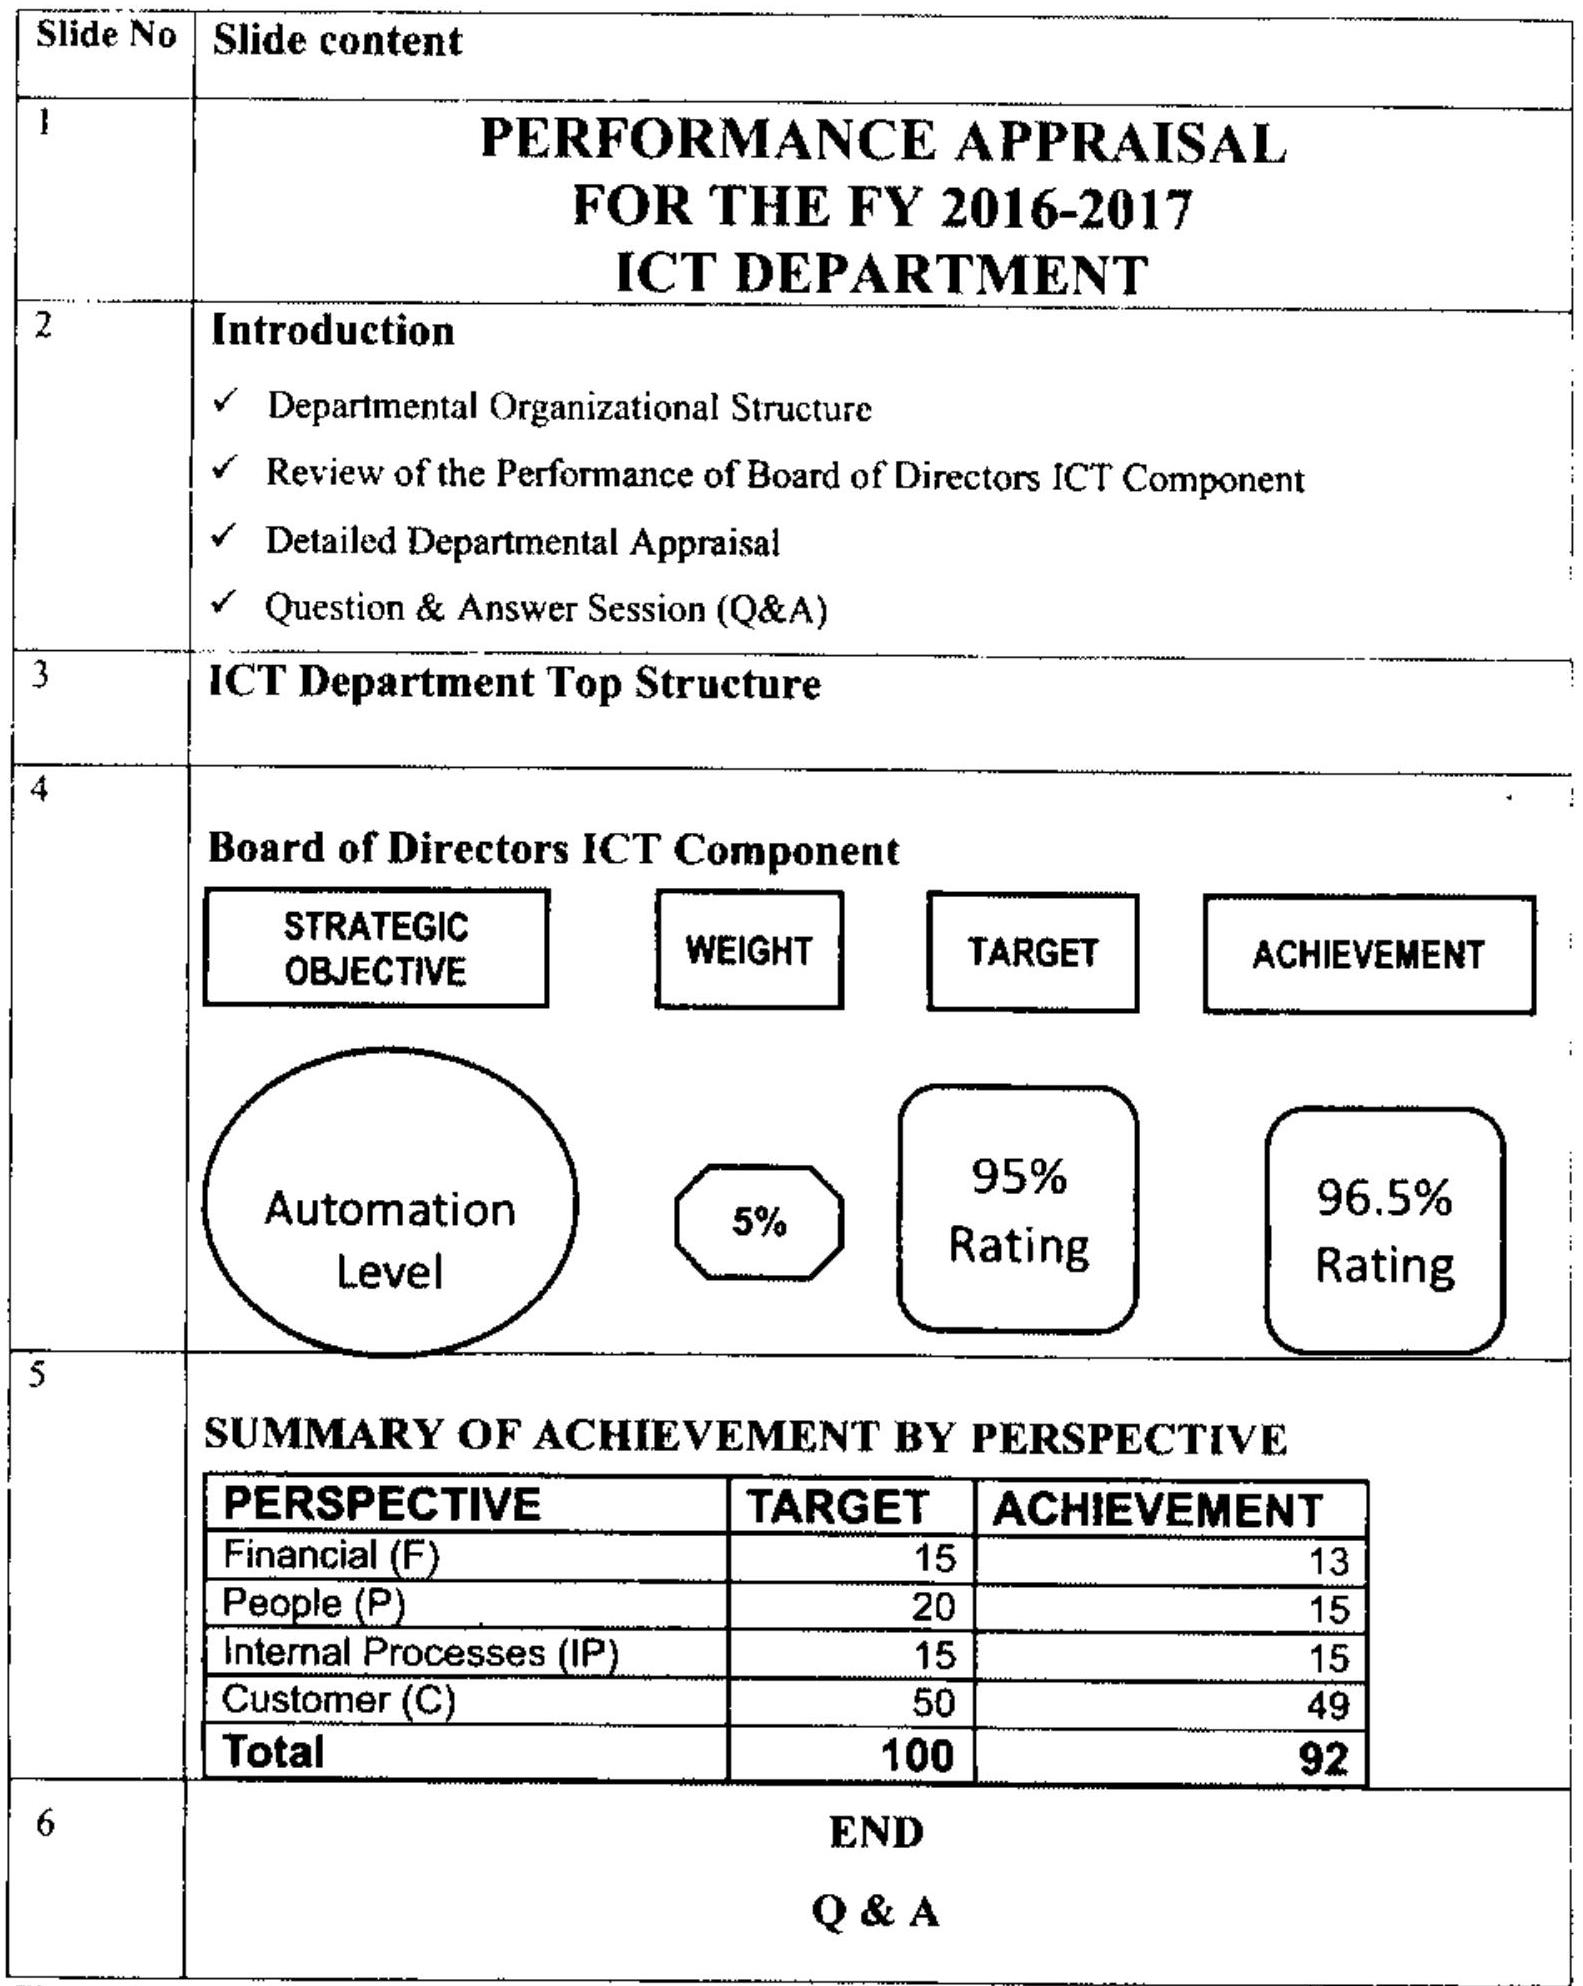 Slide No Slide content
1
PERFORMANCE APPRAISAL
FOR THE FY 2016-2017
ICT DEPARTMENT
2
Introduction
✓ Departmental Organizational Structure
✓ Review of the Performance of Board of Directors ICT Component
✓ Detailed Departmental Appraisal
✓ Question & Answer Session (Q&A)
3
ICT Department Top Structure
4
Board of Directors ICT Component
STRATEGIC
OBJECTIVE
WEIGHT
TARGET
ACHIEVEMENT
Automation
Level
5%
95%
Rating
96.5%
Rating
5
SUMMARY OF ACHIEVEMENT BY PERSPECTIVE
PERSPECTIVE TARGET ACHIEVEMENT
Financial (F) 15 13
People (P) 20 15
Internal Processes (IP) 15 15
Customer (C) 50 49
Total 100 92
6
END
Q & A